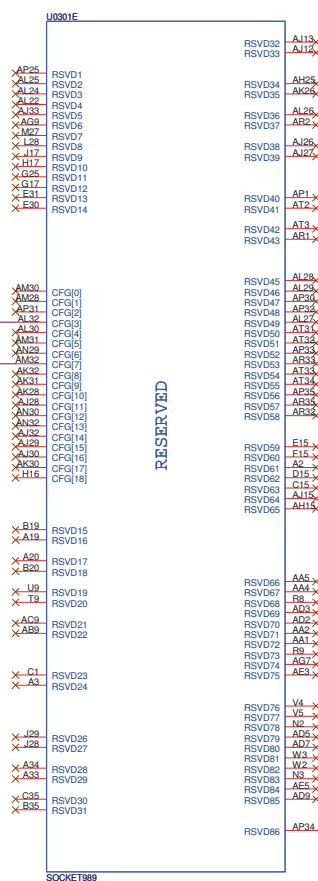 U0301E
AP25 RSVD1
AL25 RSVD2
AL24 RSVD3
AL22 RSVD4
AJ33 RSVD5
AG9 RSVD6
M27 RSVD7
L28 RSVD8
J17 RSVD9
H17 RSVD10
G25 RSVD11
G17 RSVD12
E31 RSVD13
E30 RSVD14
AM30 CFG[0]
AM28 CFG[1]
AP31 CFG[2]
AL32 CFG[3]
AL30 CFG[4]
AM31 CFG[5]
AN29 CFG[6]
AM32 CFG[7]
AK32 CFG[8]
AK31 CFG[9]
AK28 CFG[10]
AJ28 CFG[11]
AN30 CFG[12]
AN32 CFG[13]
AJ32 CFG[14]
AJ29 CFG[15]
AJ30 CFG[16]
AK30 CFG[17]
H16 CFG[18]
B19 RSVD15
A19 RSVD16
A20 RSVD17
B20 RSVD18
U9 RSVD19
T9 RSVD20
AC9 RSVD21
AB9 RSVD22
C1 RSVD23
A3 RSVD24
J29 RSVD26
J28 RSVD27
A34 RSVD28
A33 RSVD29
C35 RSVD30
B35 RSVD31
RESERVED
RSVD32 AJ13
RSVD33 AJ12
RSVD34 AH25
RSVD35 AK26
RSVD36 AL26
RSVD37 AR2
RSVD38 AJ26
RSVD39 AJ27
RSVD40 AP1
RSVD41 AT2
RSVD42 AT3
RSVD43 AR1
RSVD45 AL28
RSVD46 AL29
RSVD47 AP30
RSVD48 AP32
RSVD49 AL27
RSVD50 AT31
RSVD51 AT32
RSVD52 AP33
RSVD53 AR33
RSVD54 AT33
RSVD55 AT34
RSVD56 AP35
RSVD57 AR35
RSVD58 AR32
RSVD59 E15
RSVD60 F15
RSVD61 A2
RSVD62 D15
RSVD63 C15
RSVD64 AJ15
RSVD65 AH15
RSVD66 AA5
RSVD67 AA4
RSVD68 R8
RSVD69 AD3
RSVD70 AD2
RSVD71 AA2
RSVD72 AA1
RSVD73 R9
RSVD74 AG7
RSVD75 AE3
RSVD76 V4
RSVD77 V5
RSVD78 N2
RSVD79 AD5
RSVD80 AD7
RSVD81 W3
RSVD82 W2
RSVD83 N3
RSVD84 AE5
RSVD85 AD9
RSVD86 AP34
SOCKET989